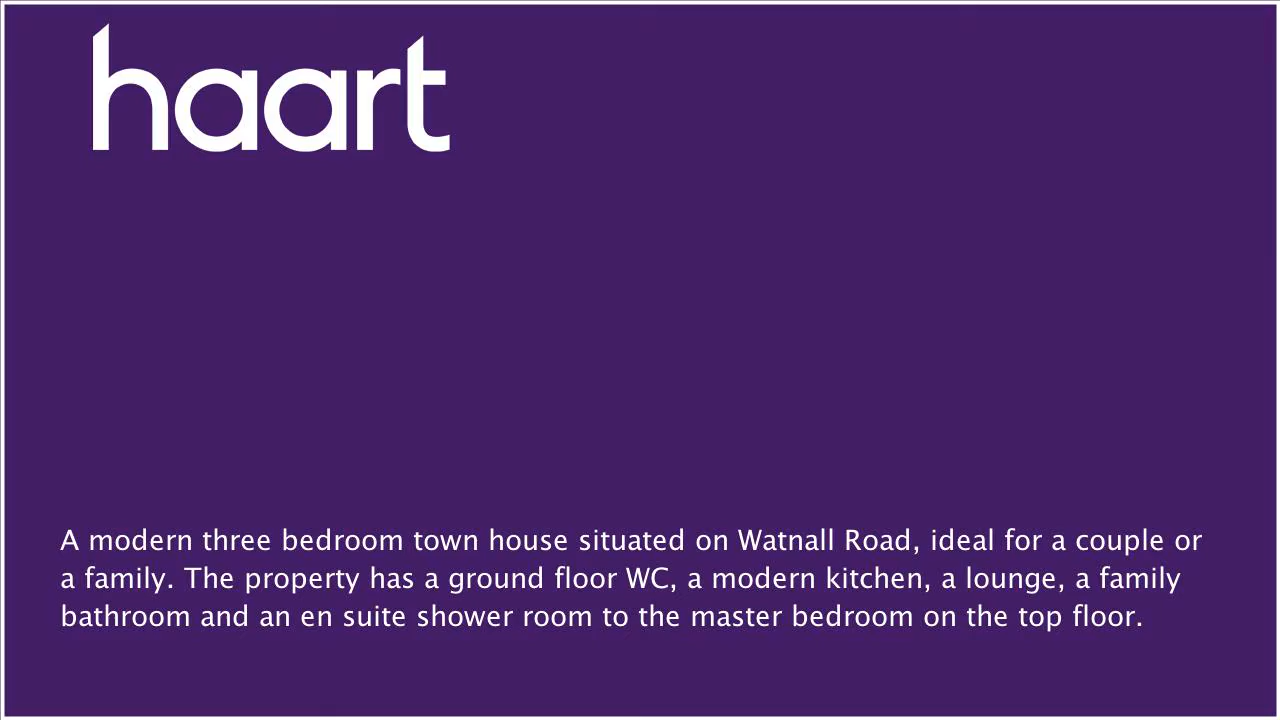 haart
A modern three bedroom town house situated on Watnall Road, ideal for a couple or
a family. The property has a ground floor WC, a modern kitchen, a lounge, a family
bathroom and an en suite shower room to the master bedroom on the top floor.